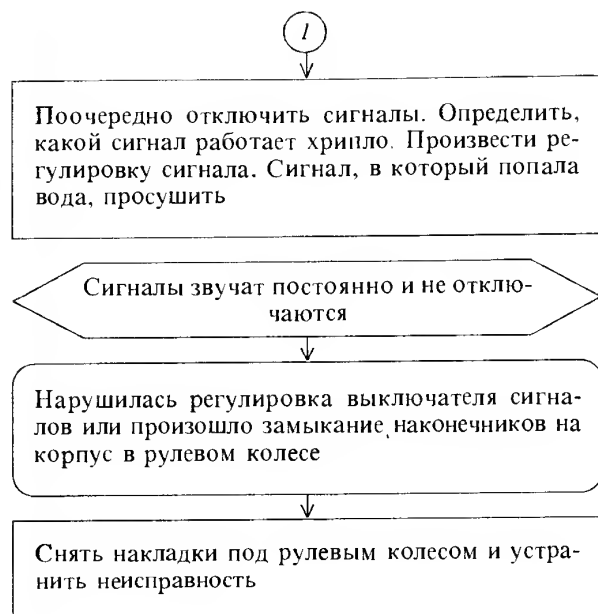 1
Поочередно отключить сигналы. Определить,
какой сигнал работает хрипло. Произвести ре-
гулировку сигнала. Сигнал, в который попала
вода, просушить
Сигналы звучат постоянно и не отклю-
чаются
Нарушилась регулировка выключателя сигна-
лов или произошло замыкание наконечников на
корпус в рулевом колесе
Снять накладки под рулевым колесом и устра-
нить неисправность